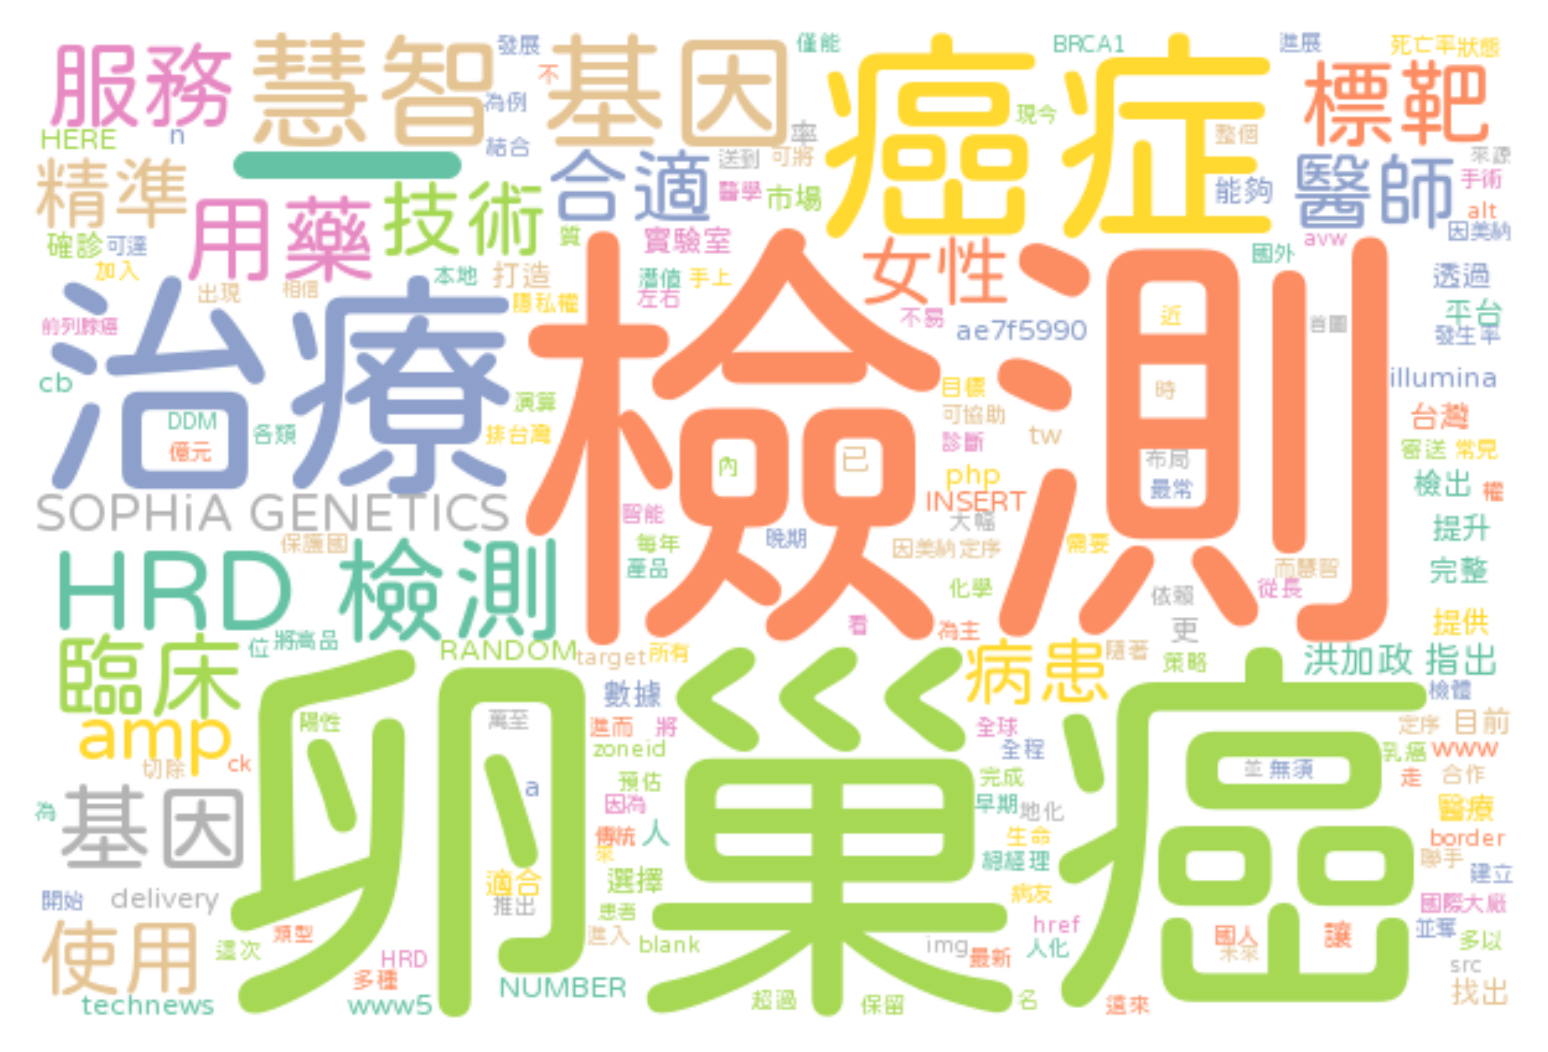 服務
慧智
發展
不
為例
基因
僅能
癌症
BRCA1
進展
死亡率
狀態
標靶
HERE
n
一
結合
率
現今
整個
來源
精準
用藥
技術
合適
送到
可將
醫學
市場
能夠
醫師
手術
alt
因美納
確診
可達
加入
質
實驗室
女性
國外
avw
透過
出現
相信
本地
打造
隱私權
潛值
手上
左右
不易
ae7f5990
近
首圖
平台
發生率
前列腺癌
cb
治療
檢測
目標
時
illumina
DDM
億元
各類
演算
排台灣
內
已
可協助
診斷
tw
php
布局
最常
台灣
寄送
常見
檢出
權
SOPHiA GENETICS
智能
INSERT
大幅
提升
保護國
每年
晚期
因美納
定序
需要
而慧智
HRD 檢測
產品
化學
依賴
從長
完整
看
為主
更
提供
臨床
位
將高品
RANDOM
target
所有
病患
隨著
策略
洪加政
指出
amp
陽性
萬至
數據
檢體
切除
ck
進而
將
全球
定序
目前
zoneid
全程
乳癌
www
卵巢癌
並
無須
預估
完成
走
合作
為
基因
a
因為
早期
地化
醫療
傳統
人
生命
border
來
總經理
聯手
建立
開始
delivery
適合
選擇
病友
國際大廠
推出
患者
使用
這次
類型
進入
blank
href
國人
未來
讓
並奪
多以
HRD
多種
img
最新
人化
src
technews
www5
NUMBER
超過
保留
名
這來
找出